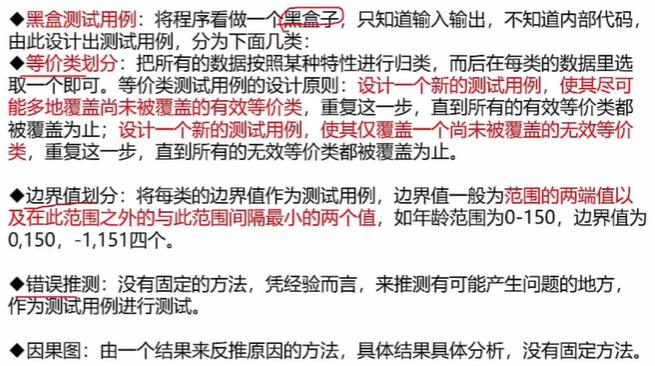 ◆黑盒测试用例：将程序看做一个黑盒子，只知道输入输出，不知道内部代码，
由此设计出测试用例，分为下面几类：
◆等价类划分：把所有的数据按照某种特性进行归类，而后在每类的数据里选
取一个即可。等价类测试用例的设计原则：设计一个新的测试用例，使其尽可
能多地覆盖尚未被覆盖的有效等价类，重复这一步，直到所有的有效等价类都
被覆盖为止；设计一个新的测试用例，使其仅覆盖一个尚未被覆盖的无效等价
类，重复这一步，直到所有的无效等价类都被覆盖为止。
◆边界值划分：将每类的边界值作为测试用例，边界值一般为范围的两端值以
及在此范围之外的与此范围间隔最小的两个值，如年龄范围为0-150，边界值为
0,150，-1,151四个。
◆错误推测：没有固定的方法，凭经验而言，来推测有可能产生问题的地方，
作为测试用例进行测试。
◆因果图：由一个结果来反推原因的方法，具体结果具体分析，没有固定方法。